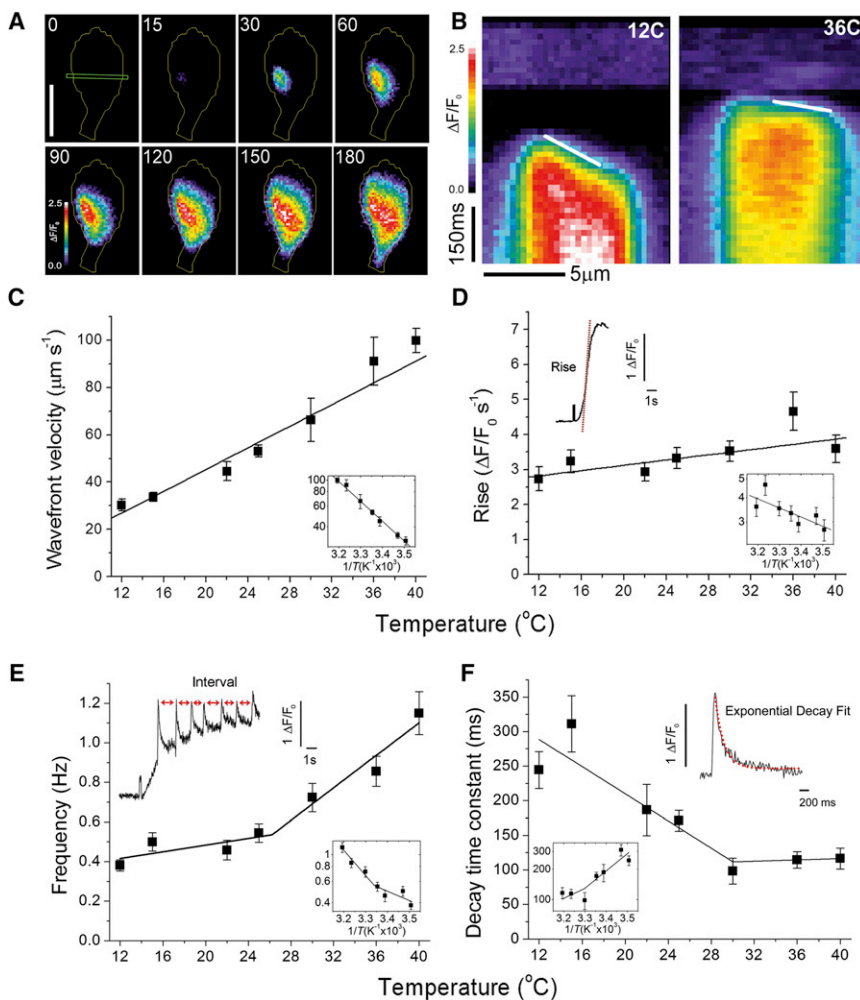 A
0 15 30 60
90 120 150 180
2.5
ΔF/F₀
0.0
B
12C 36C
2.5
ΔF/F₀
0.0
150ms
5μm
C
Wavefront velocity (μm s⁻¹)
100
80
60
40
20
0
12 16 20 24 28 32 36 40
100
80
60
40
3.2 3.3 3.4 3.5
1/T(K⁻¹x10³)
D
Rise (ΔF/F₀ s⁻¹)
7
6
5
4
3
2
1
0
Rise
1 ΔF/F₀
1s
5
4
3
3.2 3.3 3.4 3.5
1/T(K⁻¹x10³)
12 16 20 24 28 32 36 40
Temperature (°C)
E
Frequency (Hz)
1.2
1.0
0.8
0.6
0.4
0.2
0.0
Interval
1 ΔF/F₀
1s
1
0.8
0.6
0.4
3.2 3.3 3.4 3.5
1/T(K⁻¹x10³)
12 16 20 24 28 32 36 40
F
Decay time constant (ms)
350
300
250
200
150
100
50
0
1 ΔF/F₀
Exponential Decay Fit
200 ms
300
200
100
3.2 3.3 3.4 3.5
1/T(K⁻¹x10³)
12 16 20 24 28 32 36 40
Temperature (°C)